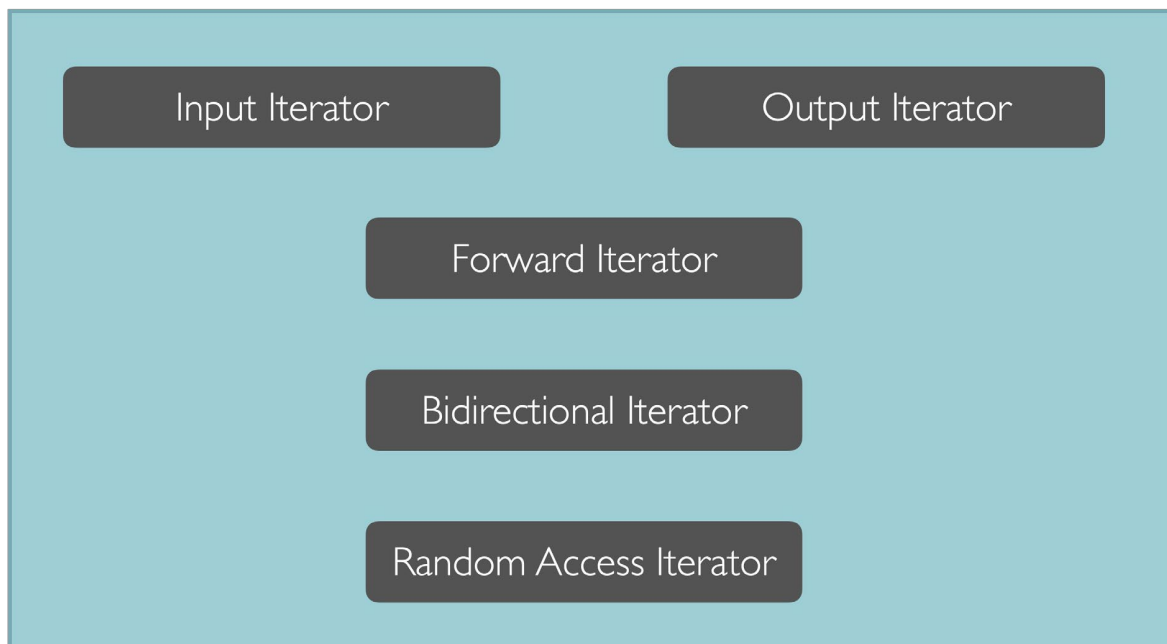 Input Iterator
Output Iterator
Forward Iterator
Bidirectional Iterator
Random Access Iterator